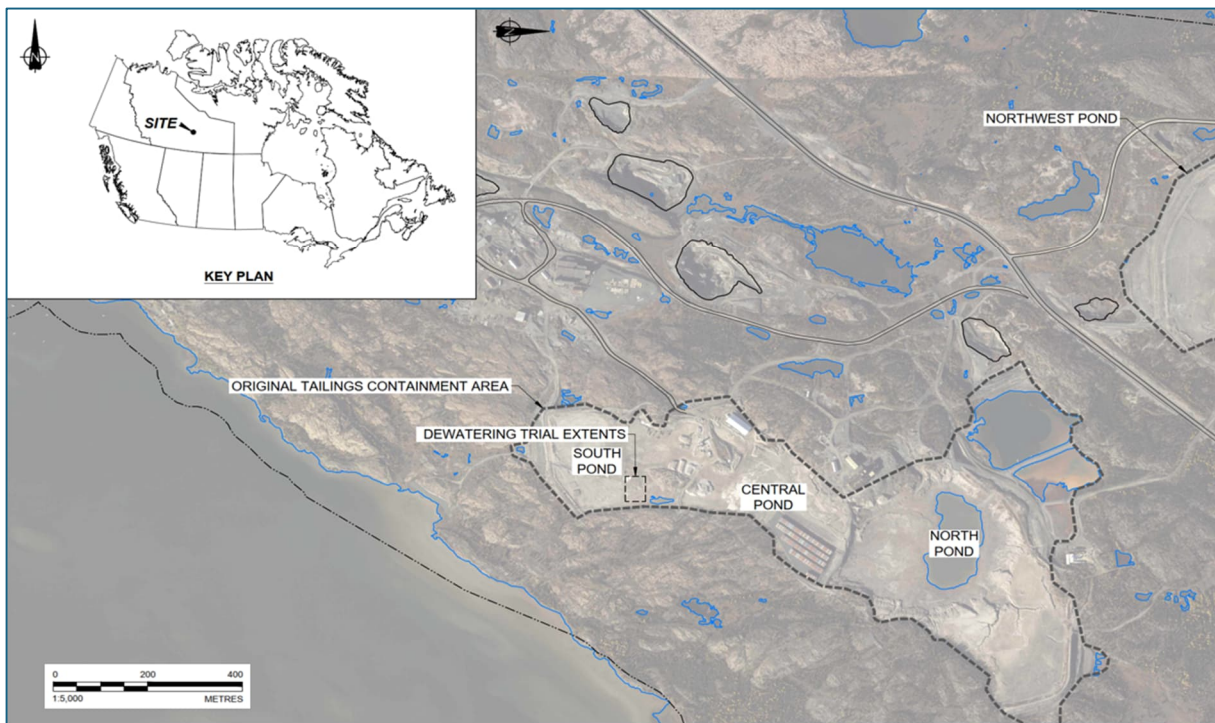 N
N
SITE
KEY PLAN
NORTHWEST POND
ORIGINAL TAILINGS CONTAINMENT AREA
DEWATERING TRIAL EXTENTS
SOUTH
POND
CENTRAL
POND
NORTH
POND
0 200 400
1:5,000 METRES